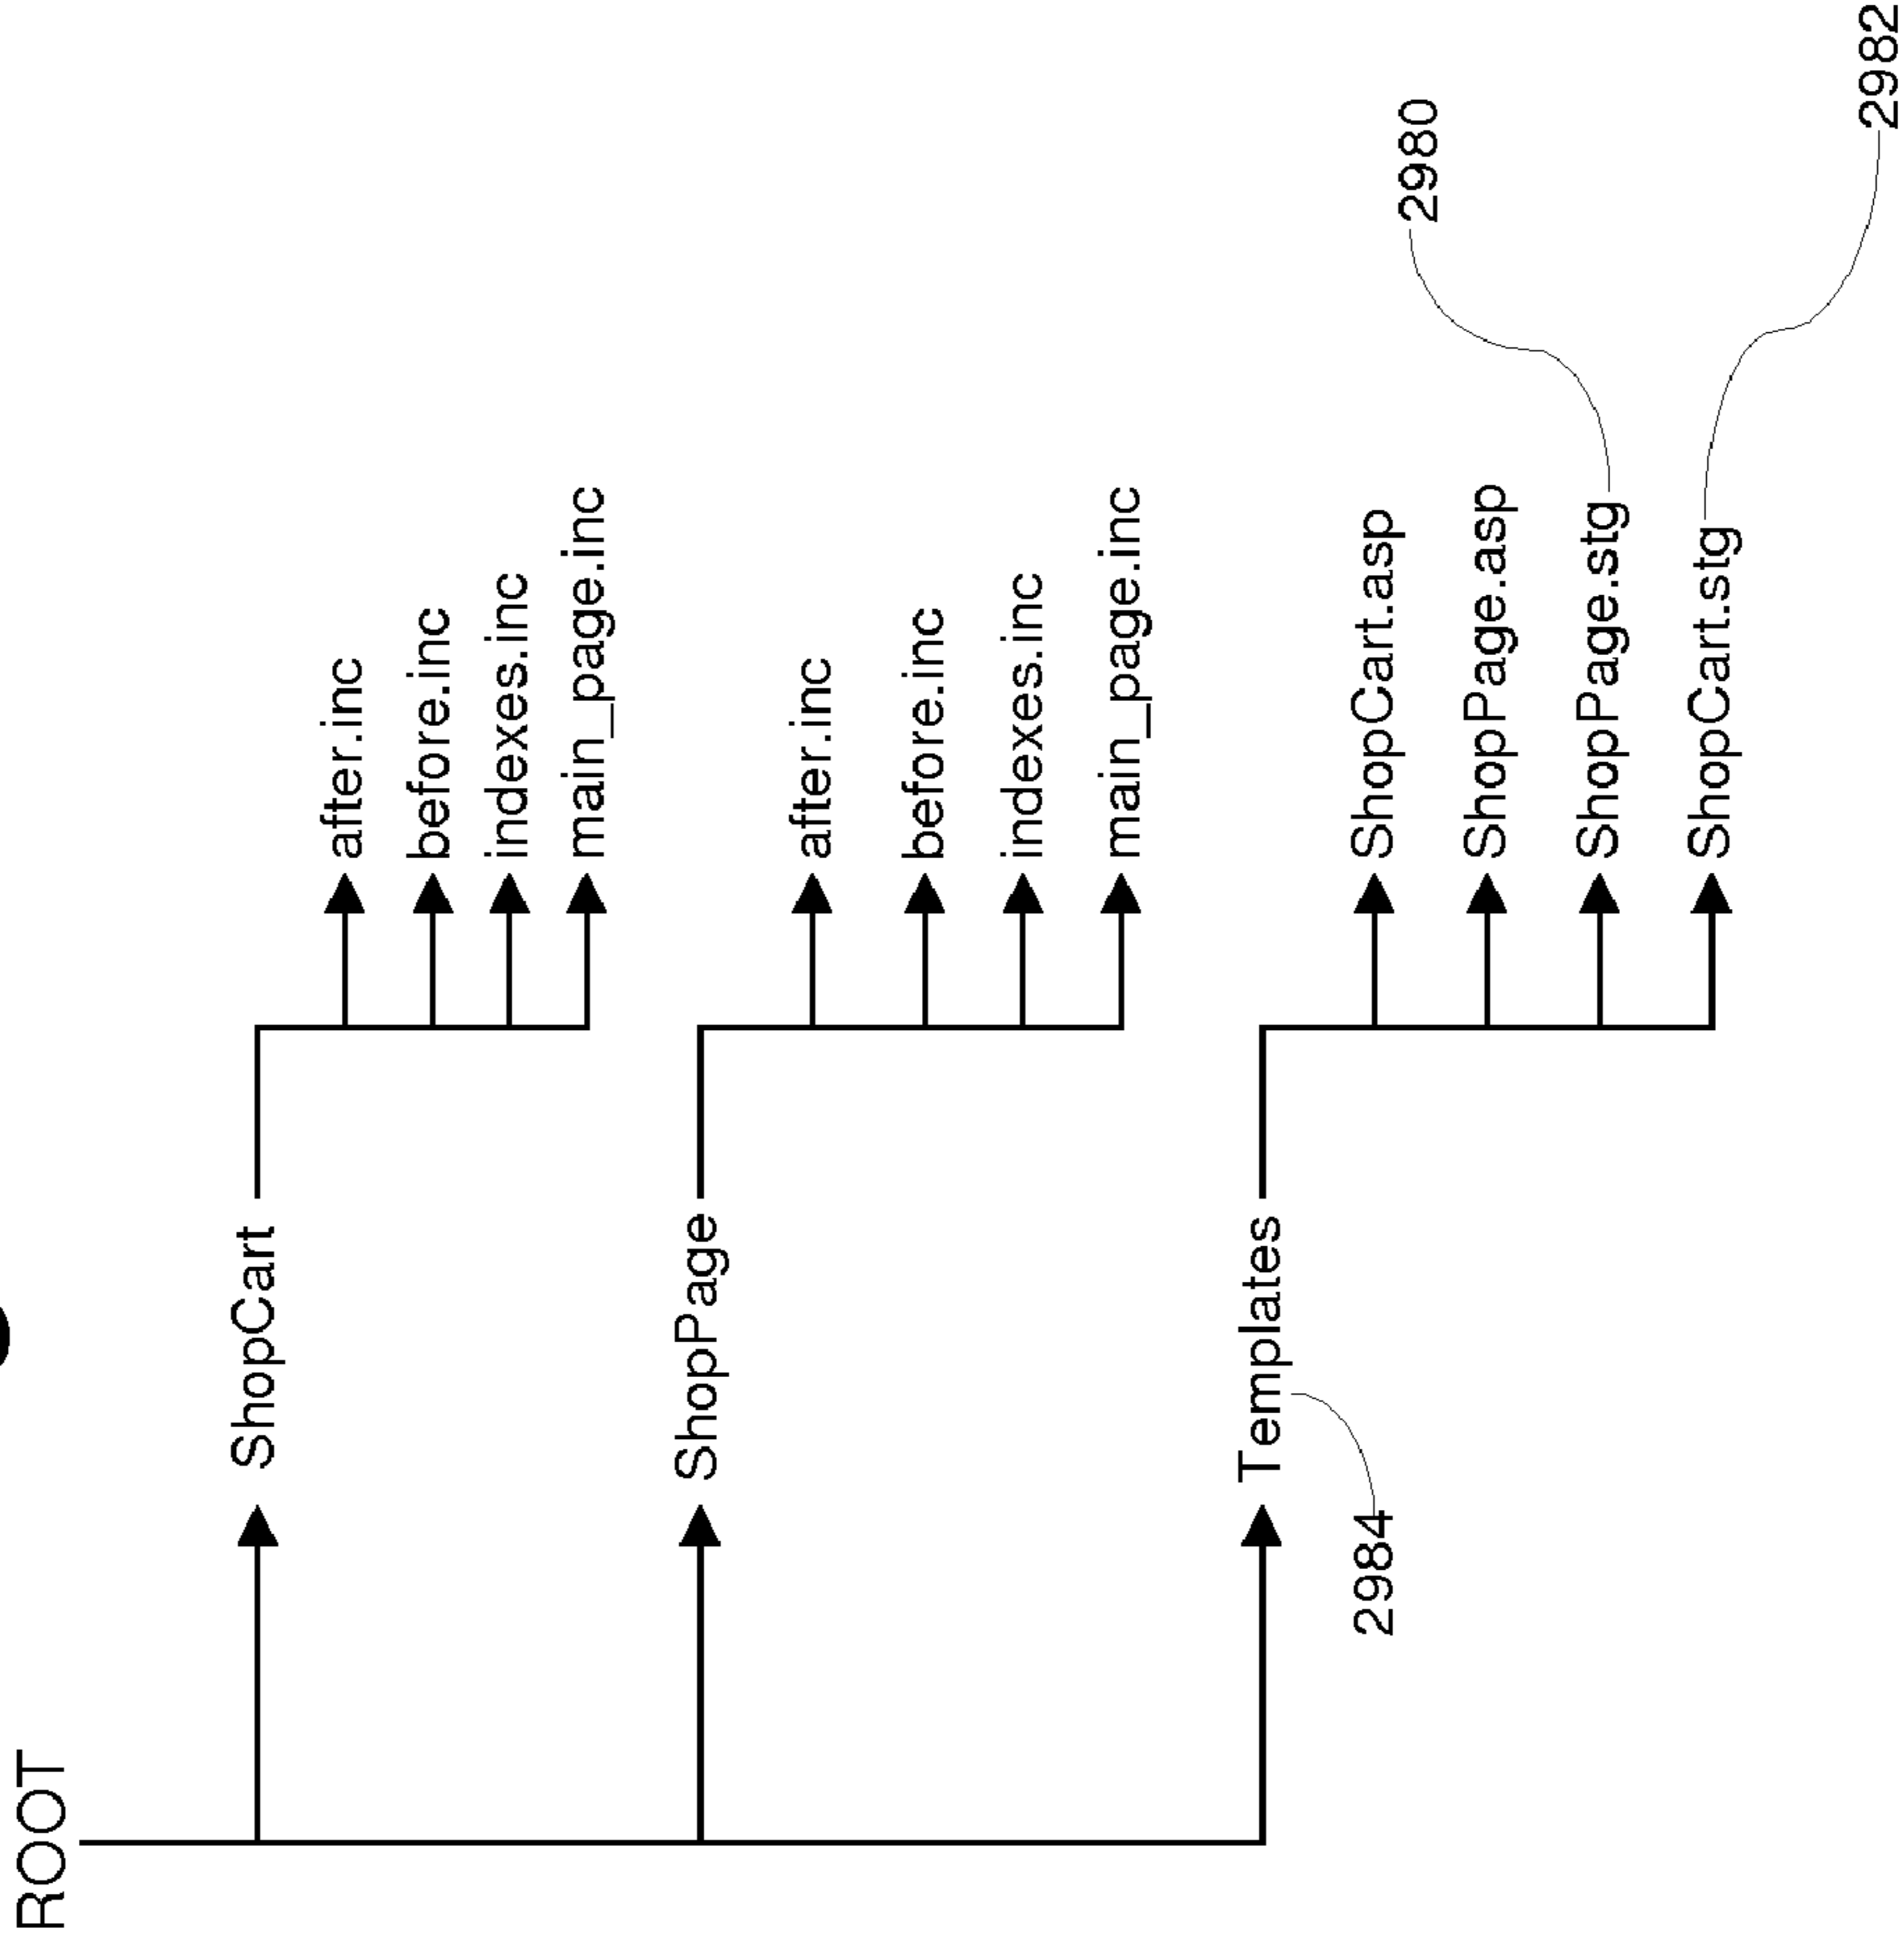 ROOT
ShopCart
after.inc
before.inc
indexes.inc
main_page.inc
ShopPage
after.inc
before.inc
indexes.inc
main_page.inc
Templates
2984
ShopCart.asp
ShopPage.asp
ShopPage.stg
2980
ShopCart.stg
2982